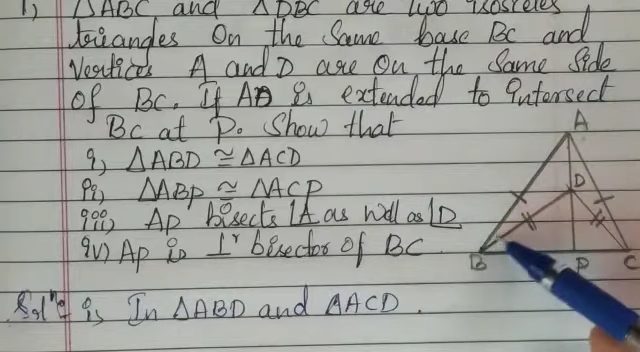 1) ΔABC and ΔDBC are two isosceles
triangles On the Same base BC and
Vertices A and D are on the Same Side
Of BC. If AD is extended to intersect
BC at P. Show that
i) ΔABD ≅ ΔACD
ii) ΔABP ≅ ΔACP
iii) AP bisects ∠A as well as ∠D
iv) AP is ⊥r bisector of BC
A
D
B
P
C
Sol^n: i) In ΔABD and ΔACD.